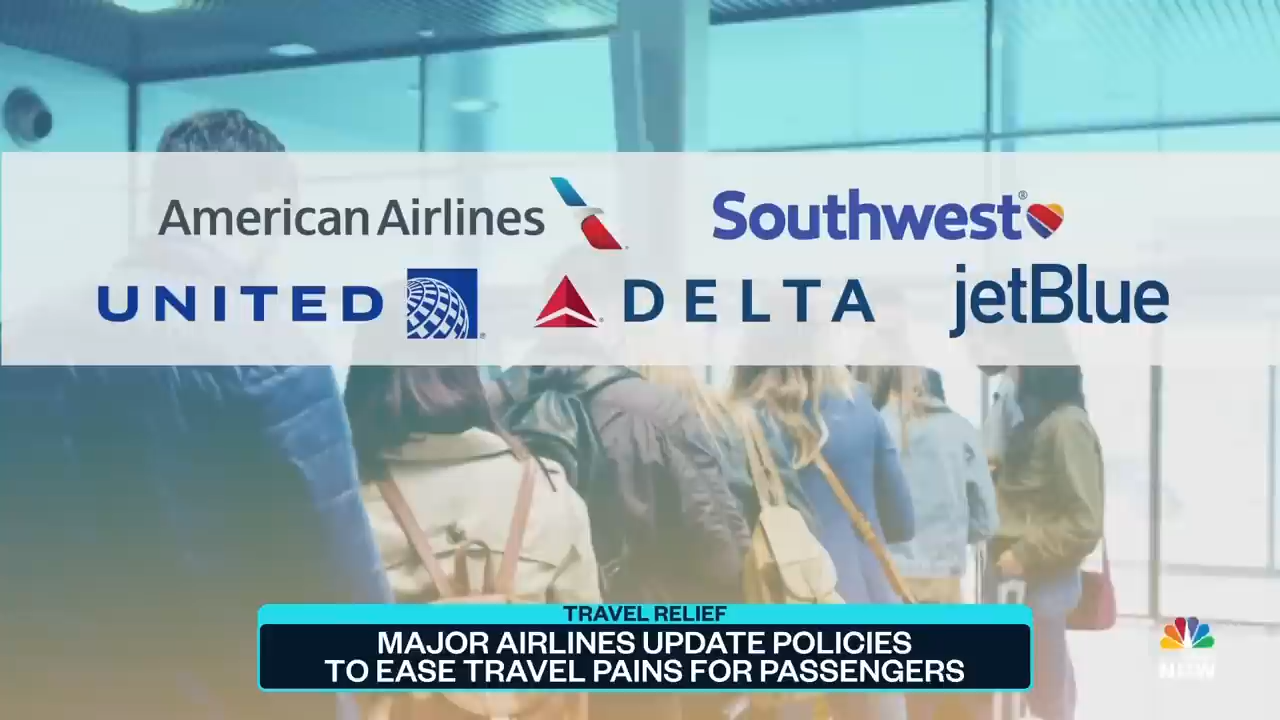 American Airlines
Southwest®
UNITED
DELTA
jetBlue
TRAVEL RELIEF
MAJOR AIRLINES UPDATE POLICIES
TO EASE TRAVEL PAINS FOR PASSENGERS